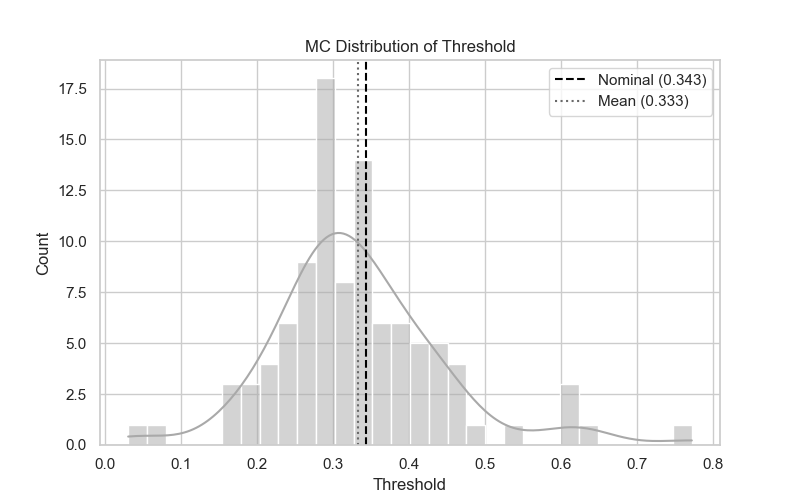 MC Distribution of Threshold
Nominal (0.343)
Mean (0.333)
Count
17.5
15.0
12.5
10.0
7.5
5.0
2.5
0.0
0.0 0.1 0.2 0.3 0.4 0.5 0.6 0.7 0.8
Threshold